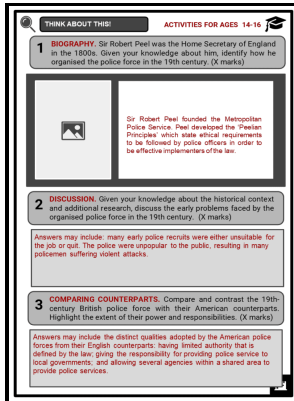 THINK ABOUT THIS!
ACTIVITIES FOR AGES 14-16
1
BIOGRAPHY. Sir Robert Peel was the Home Secretary of England
in the 1800s. Given your knowledge about him, identify how he
organised the police force in the 19th century. (X marks)
Sir Robert Peel founded the Metropolitan
Police Service. Peel developed the 'Peelian
Principles' which state ethical requirements
to be followed by police officers in order to
be effective implementers of the law.
2
DISCUSSION. Given your knowledge about the historical context
and additional research, discuss the early problems faced by the
organised police force in the 19th century. (X marks)
Answers may include: many early police recruits were either unsuitable for
the job or quit. The police were unpopular to the public, resulting in many
policemen suffering violent attacks.
3
COMPARING COUNTERPARTS. Compare and contrast the 19th-
century British police force with their American counterparts.
Highlight the extent of their power and responsibilities. (X marks)
Answers may include the distinct qualities adopted by the American police
forces from their English counterparts: having limited authority that is
defined by the law; giving the responsibility for providing police service to
local governments; and allowing several agencies within a shared area to
provide police services.